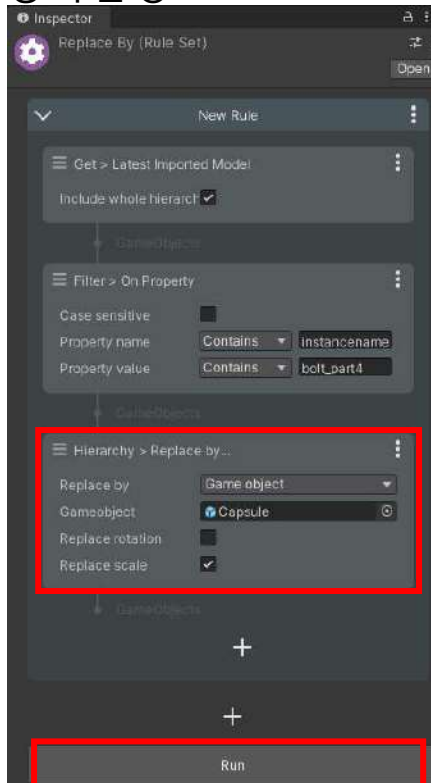 Inspector
Replace By (Rule Set)
Open
New Rule
Get > Latest Imported Model
Include whole hierarch
GameObjects
Filter > On Property
Case sensitive
Property name Contains instancename
Property value Contains bolt_part4
GameObjects
Hierarchy > Replace by...
Replace by Game object
Gameobject Capsule
Replace rotation
Replace scale
GameObjects
Run